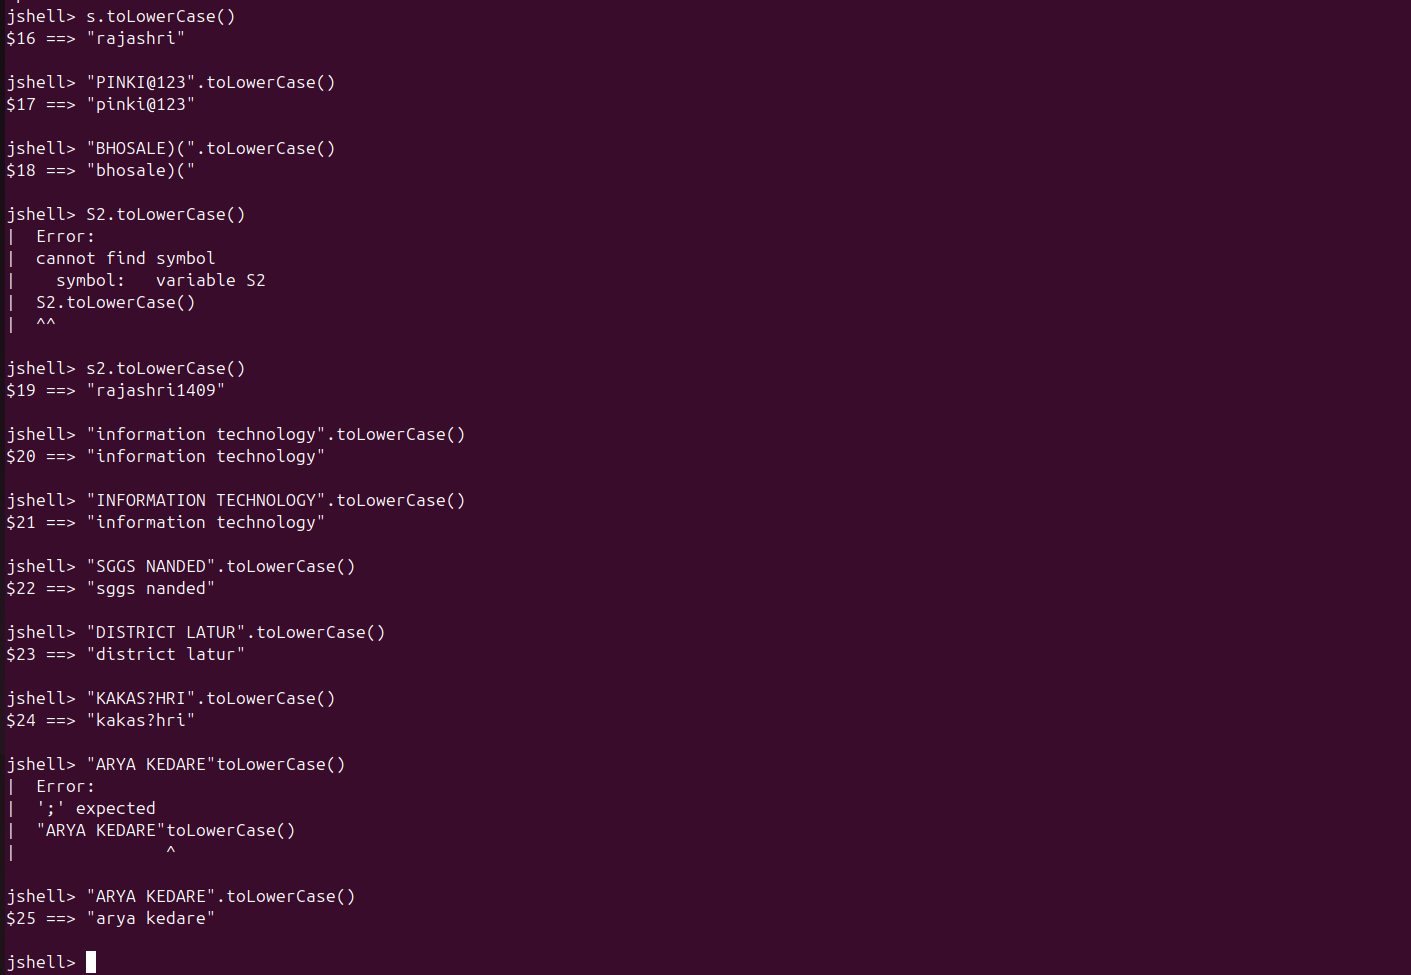 jshell> s.toLowerCase()
$16 ==> "rajashri"
jshell> "PINKI@123".toLowerCase()
$17 ==> "pinki@123"
jshell> "BHOSALE)(".toLowerCase()
$18 ==> "bhosale)("
jshell> S2.toLowerCase()
|  Error:
|  cannot find symbol
|    symbol:   variable S2
|  S2.toLowerCase()
|  ^^
jshell> s2.toLowerCase()
$19 ==> "rajashri1409"
jshell> "information technology".toLowerCase()
$20 ==> "information technology"
jshell> "INFORMATION TECHNOLOGY".toLowerCase()
$21 ==> "information technology"
jshell> "SGGS NANDED".toLowerCase()
$22 ==> "sggs nanded"
jshell> "DISTRICT LATUR".toLowerCase()
$23 ==> "district latur"
jshell> "KAKAS?HRI".toLowerCase()
$24 ==> "kakas?hri"
jshell> "ARYA KEDARE"toLowerCase()
|  Error:
|  ';' expected
|  "ARYA KEDARE"toLowerCase()
|               ^
jshell> "ARYA KEDARE".toLowerCase()
$25 ==> "arya kedare"
jshell>